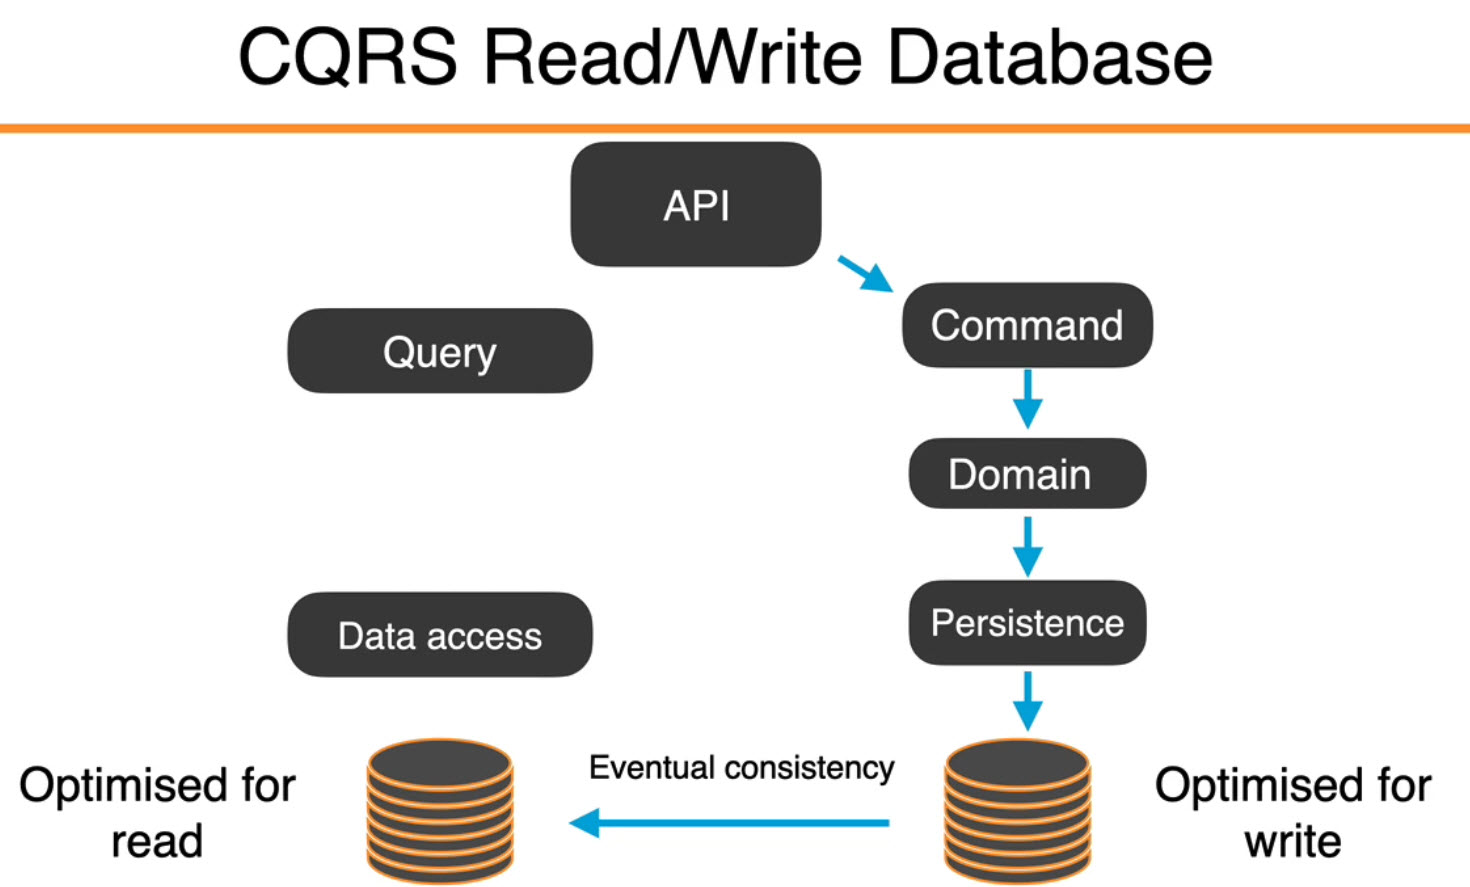 CQRS Read/Write Database
API
Command
Query
Domain
Persistence
Data access
Eventual consistency
Optimised for
read
Optimised for
write